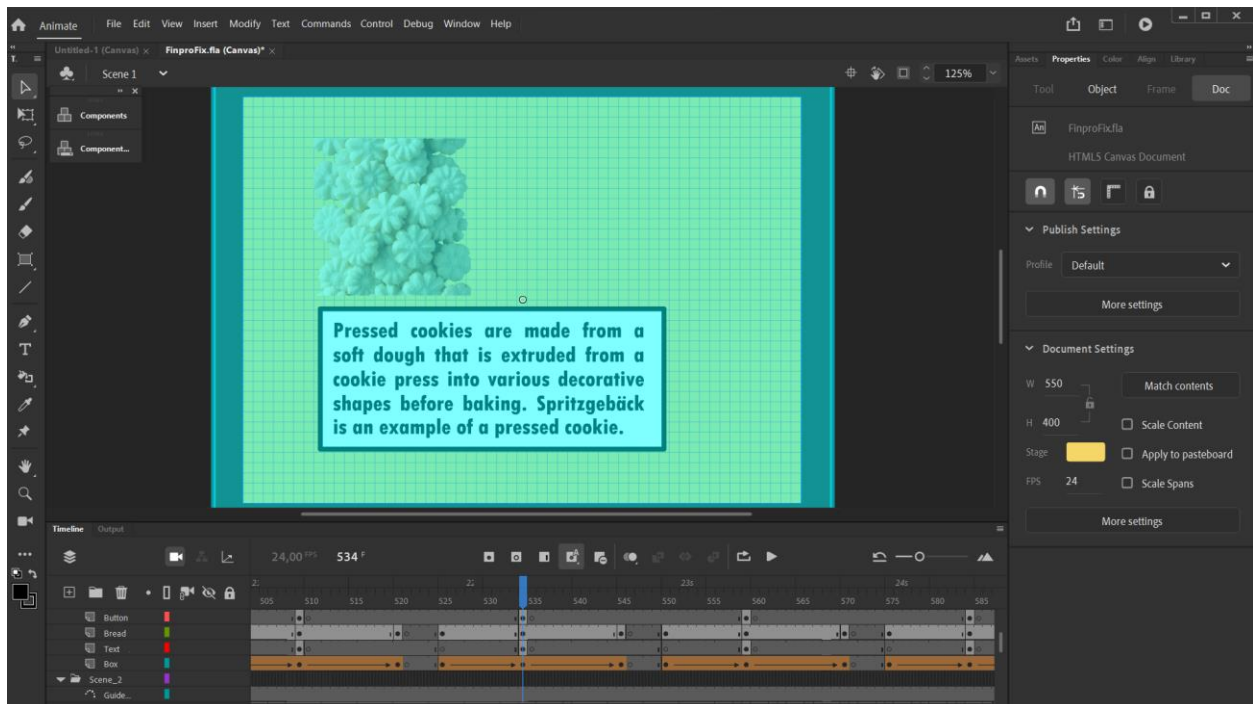 Animate File Edit View Insert Modify Text Commands Control Debug Window Help
Untitled-1 (Canvas) × FinproFix.fla (Canvas)* ×
Scene 1
125%
Components
Component...
Pressed cookies are made from a
soft dough that is extruded from a
cookie press into various decorative
shapes before baking. Spritzgebäck
is an example of a pressed cookie.
Assets Properties Color Align Library
Tool Object Frame Doc
An FinproFix.fla
HTML5 Canvas Document
Publish Settings
Profile Default
More settings
Document Settings
W 550 Match contents
H 400 Scale Content
Stage Apply to pasteboard
FPS 24 Scale Spans
More settings
Timeline Output
24,00 FPS 534 F
23s 24s
505 510 515 520 525 530 535 540 545 550 555 560 565 570 575 580 585
Button
Bread
Text
Box
Scene_2
Guide...